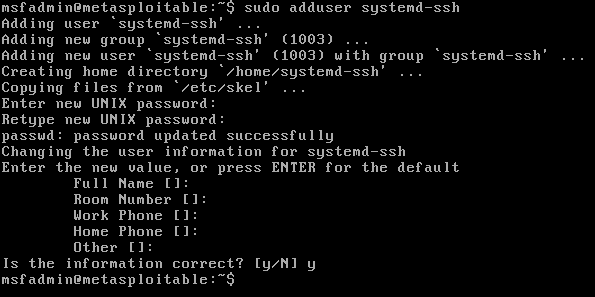 msfadmin@metasploitable:~$ sudo adduser systemd-ssh
Adding user `systemd-ssh' ...
Adding new group `systemd-ssh' (1003) ...
Adding new user `systemd-ssh' (1003) with group `systemd-ssh' ...
Creating home directory `/home/systemd-ssh' ...
Copying files from `/etc/skel' ...
Enter new UNIX password:
Retype new UNIX password:
passwd: password updated successfully
Changing the user information for systemd-ssh
Enter the new value, or press ENTER for the default
        Full Name []:
        Room Number []:
        Work Phone []:
        Home Phone []:
        Other []:
Is the information correct? [y/N] y
msfadmin@metasploitable:~$